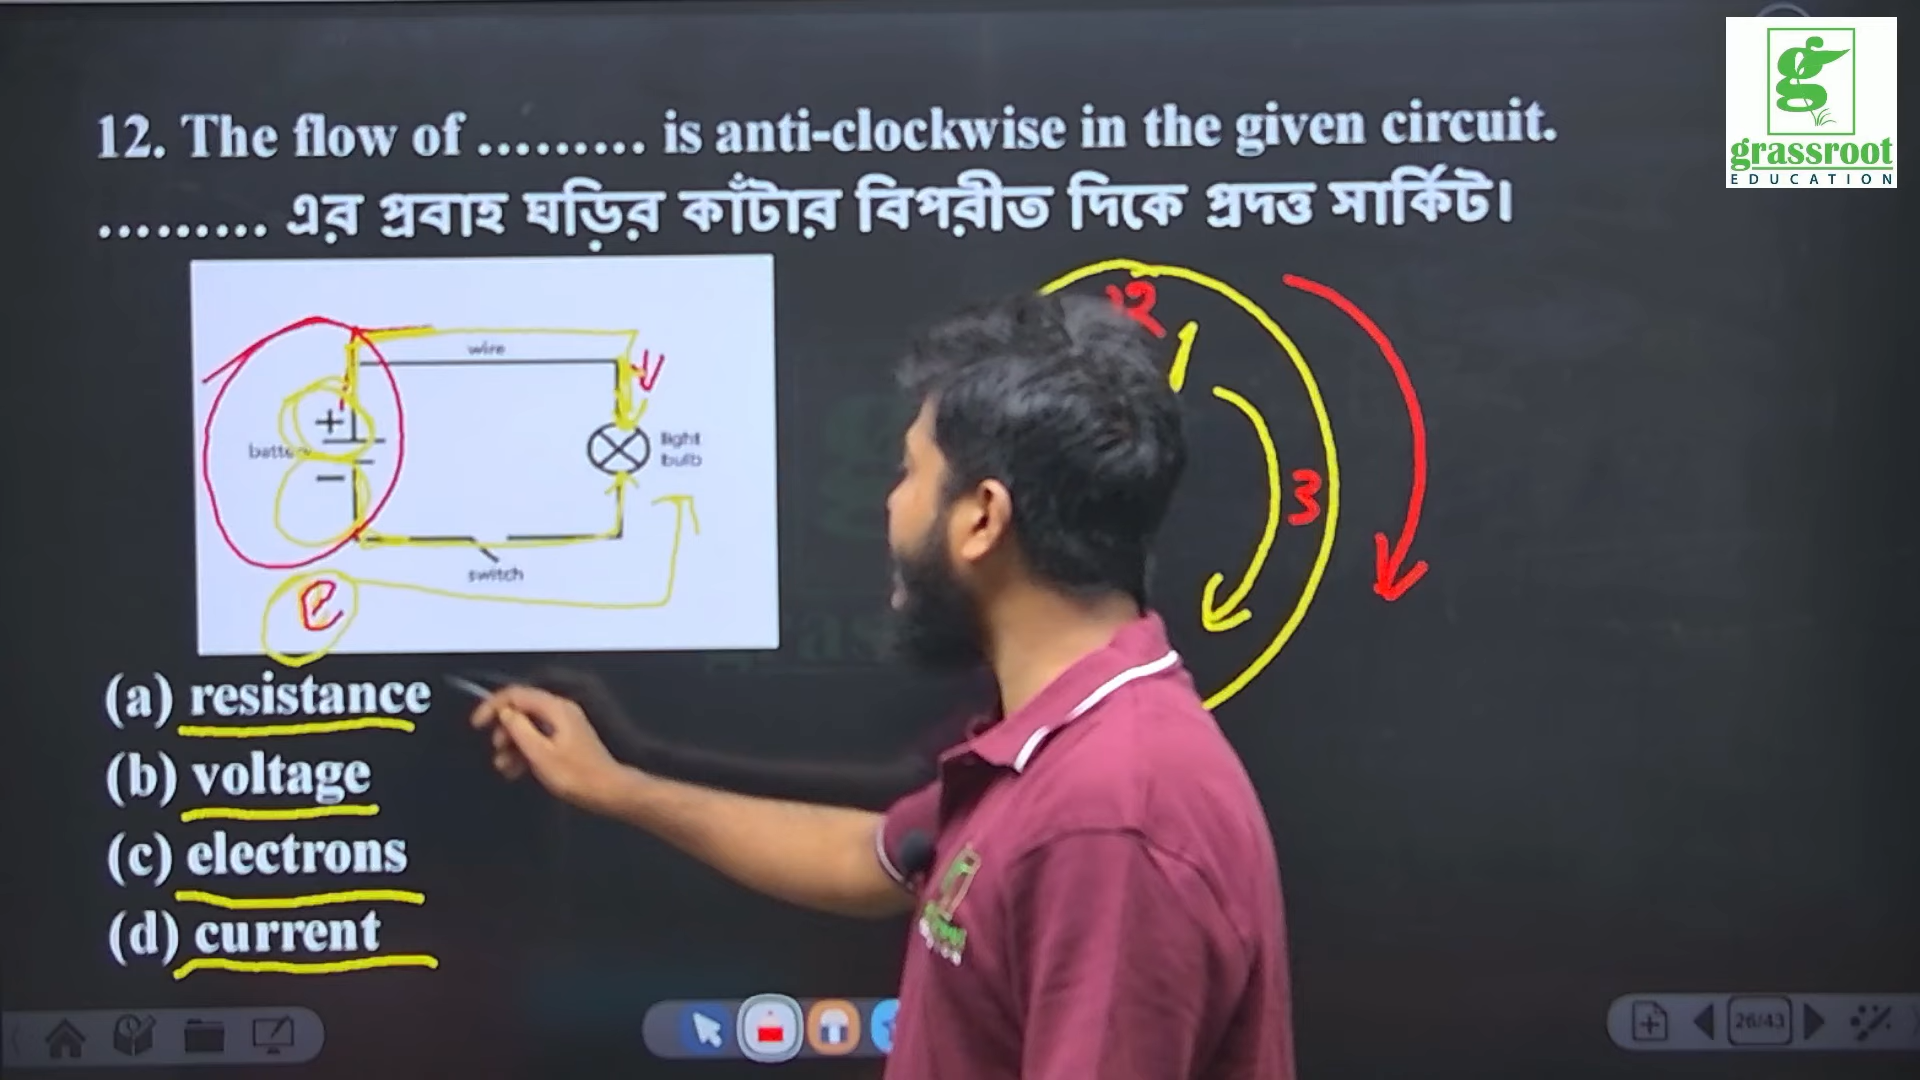 grassroot
EDUCATION
12. The flow of ......... is anti-clockwise in the given circuit.
......... এর প্রবাহ ঘড়ির কাঁটার বিপরীত দিকে প্রদত্ত সার্কিট।
wire
+
light
bulb
switch
e
12
1
3
(a) resistance
(b) voltage
(c) electrons
(d) current
26/43